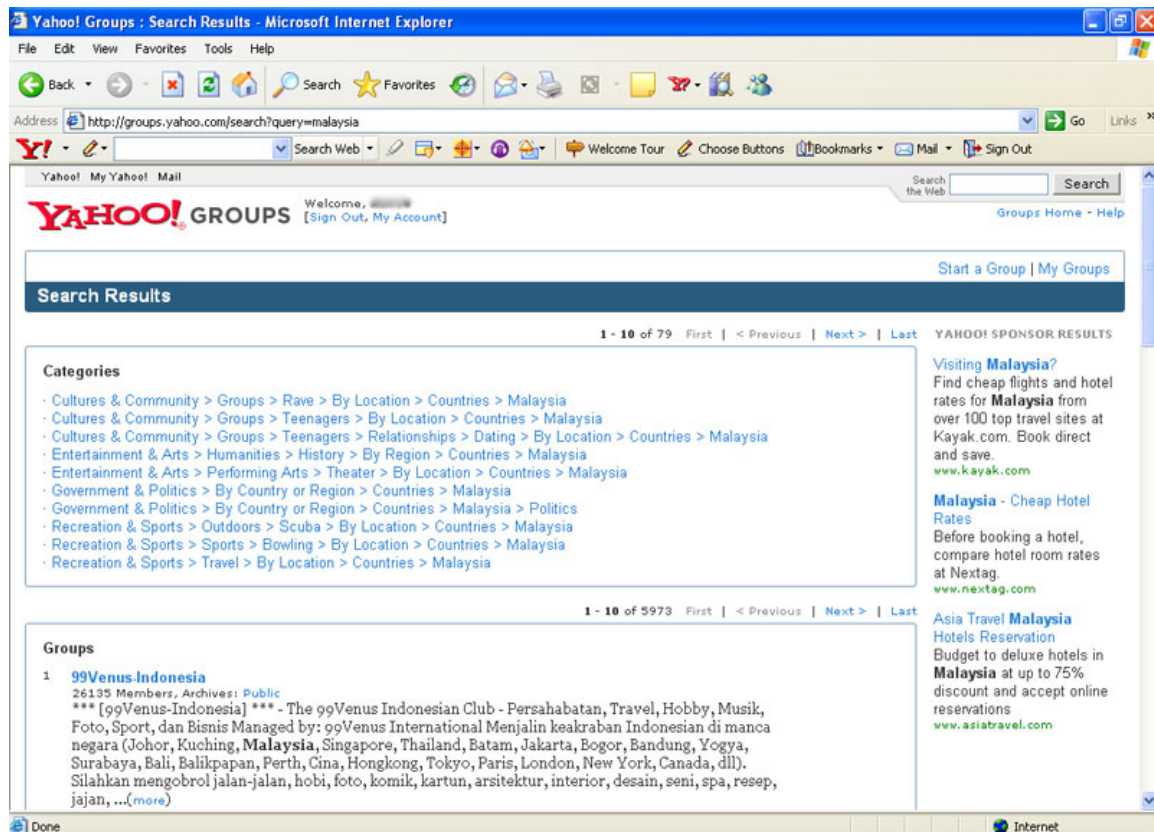 Yahoo! Groups : Search Results - Microsoft Internet Explorer
File Edit View Favorites Tools Help
Back Search Favorites
Address http://groups.yahoo.com/search?query=malaysia Go Links »
Y! Search Web Welcome Tour Choose Buttons Bookmarks Mail Sign Out
Yahoo! My Yahoo! Mail
Search the Web Search
YAHOO! GROUPS
Welcome,
[Sign Out, My Account]
Groups Home - Help
Start a Group | My Groups
Search Results
1 - 10 of 79 First | < Previous | Next > | Last
Categories
· Cultures & Community > Groups > Rave > By Location > Countries > Malaysia
· Cultures & Community > Groups > Teenagers > By Location > Countries > Malaysia
· Cultures & Community > Groups > Teenagers > Relationships > Dating > By Location > Countries > Malaysia
· Entertainment & Arts > Humanities > History > By Region > Countries > Malaysia
· Entertainment & Arts > Performing Arts > Theater > By Location > Countries > Malaysia
· Government & Politics > By Country or Region > Countries > Malaysia
· Government & Politics > By Country or Region > Countries > Malaysia > Politics
· Recreation & Sports > Outdoors > Scuba > By Location > Countries > Malaysia
· Recreation & Sports > Sports > Bowling > By Location > Countries > Malaysia
· Recreation & Sports > Travel > By Location > Countries > Malaysia
1 - 10 of 5973 First | < Previous | Next > | Last
Groups
1 99Venus-Indonesia
26135 Members, Archives: Public
*** [99Venus-Indonesia] *** - The 99Venus Indonesian Club - Persahabatan, Travel, Hobby, Musik,
Foto, Sport, dan Bisnis Managed by: 99Venus International Menjalin keakraban Indonesian di manca
negara (Johor, Kuching, Malaysia, Singapore, Thailand, Batam, Jakarta, Bogor, Bandung, Yogya,
Surabaya, Bali, Balikpapan, Perth, Cina, Hongkong, Tokyo, Paris, London, New York, Canada, dll).
Silahkan mengobrol jalan-jalan, hobi, foto, komik, kartun, arsitektur, interior, desain, seni, spa, resep,
jajan, ...(more)
YAHOO! SPONSOR RESULTS
Visiting Malaysia?
Find cheap flights and hotel
rates for Malaysia from
over 100 top travel sites at
Kayak.com. Book direct
and save.
www.kayak.com
Malaysia - Cheap Hotel
Rates
Before booking a hotel,
compare hotel room rates
at Nextag.
www.nextag.com
Asia Travel Malaysia
Hotels Reservation
Budget to deluxe hotels in
Malaysia at up to 75%
discount and accept online
reservations
www.asiatravel.com
Done
Internet